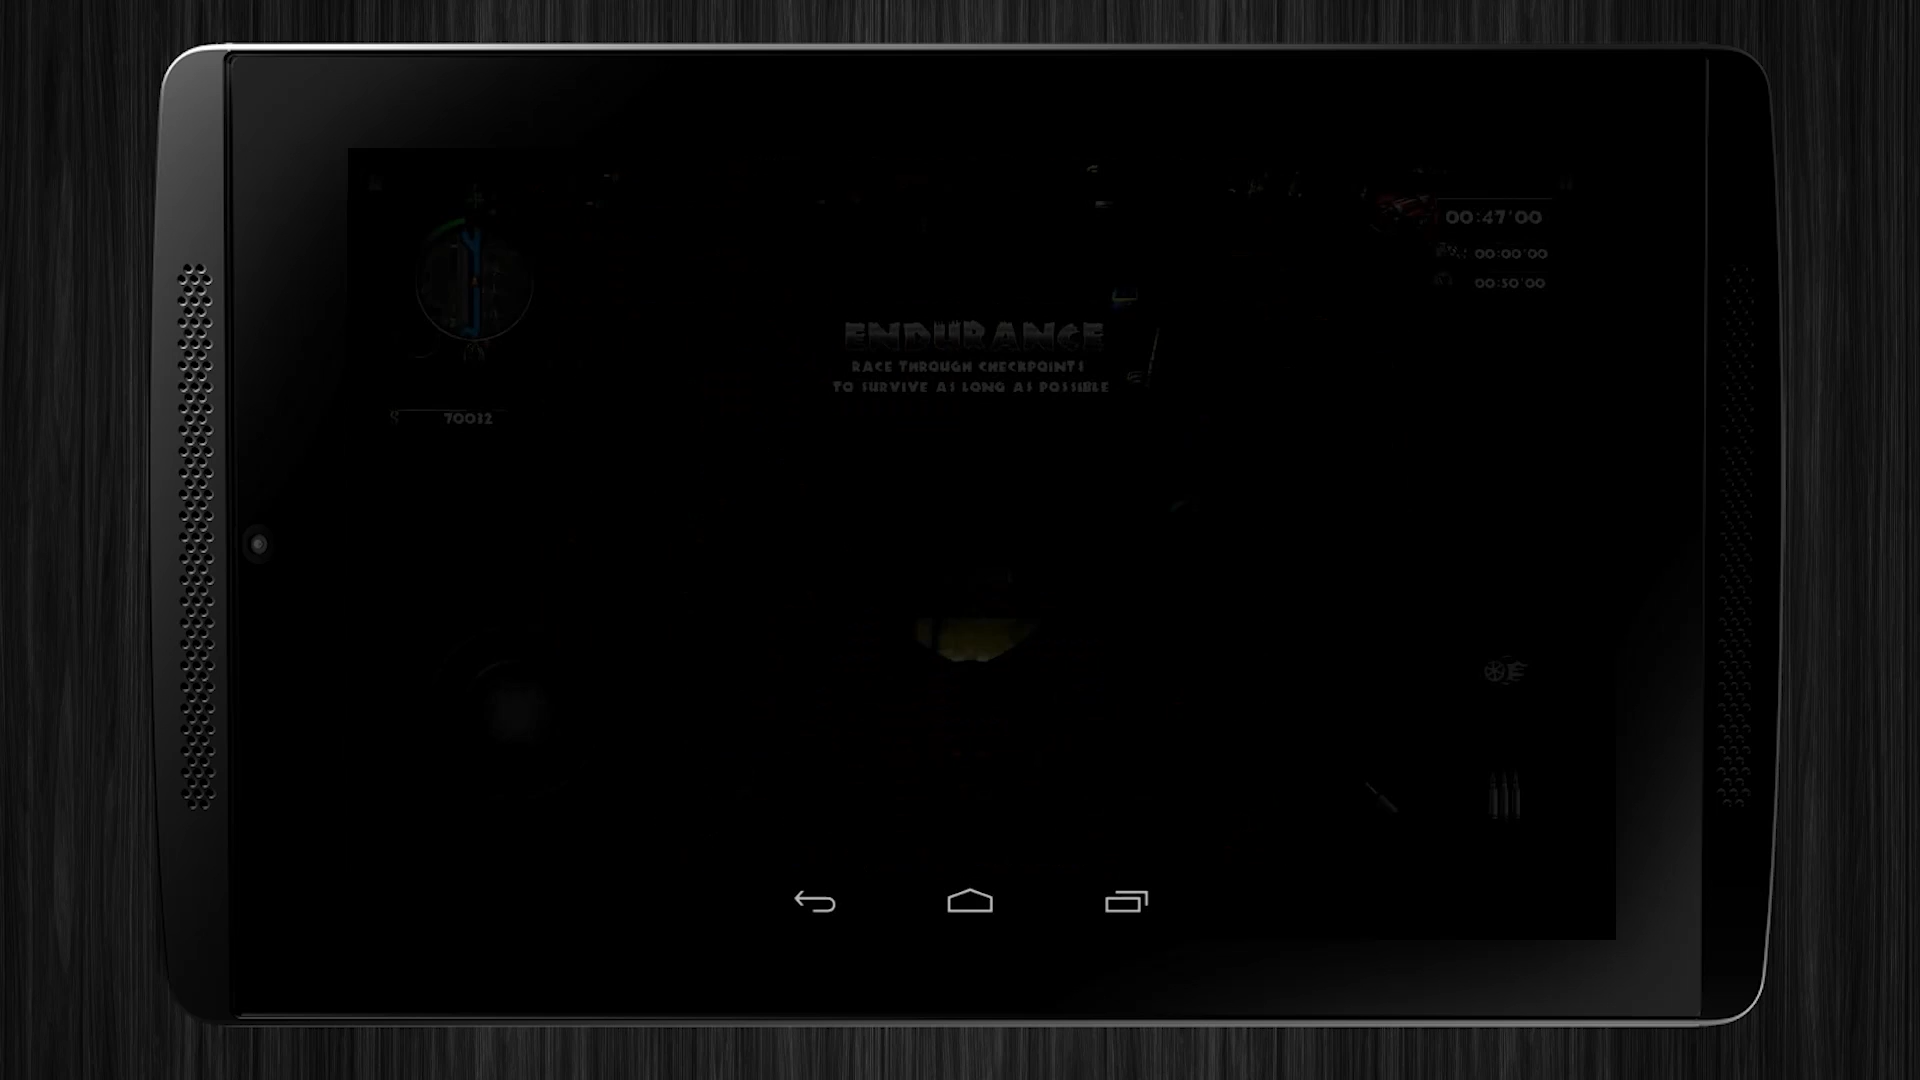 00:47'00
00:00'00
00:30'00
ENDURANCE
RACE THROUGH CHECKPOINTS
TO SURVIVE AS LONG AS POSSIBLE
70032